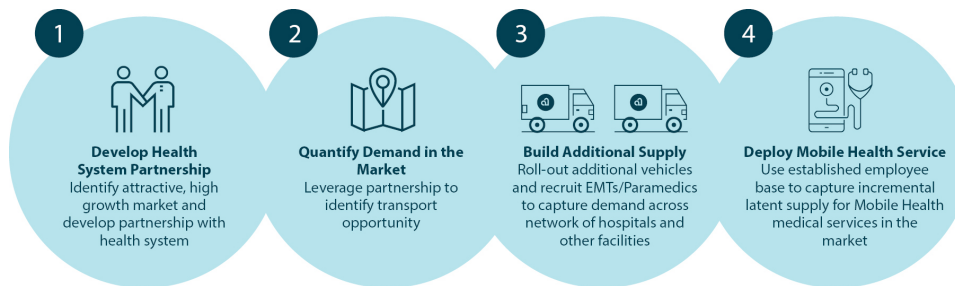 1
Develop Health
System Partnership
Identify attractive, high
growth market and
develop partnership with
health system
2
Quantify Demand in the
Market
Leverage partnership to
identify transport
opportunity
3
Build Additional Supply
Roll-out additional vehicles
and recruit EMTs/Paramedics
to capture demand across
network of hospitals and
other facilities
4
Deploy Mobile Health Service
Use established employee
base to capture incremental
latent supply for Mobile Health
medical services in the
market